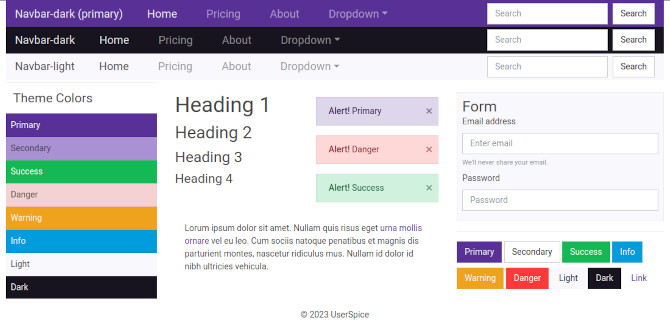 Navbar-dark (primary) Home Pricing About Dropdown Search Search
Navbar-dark Home Pricing About Dropdown Search Search
Navbar-light Home Pricing About Dropdown Search Search
Theme Colors
Primary
Secondary
Success
Danger
Warning
Info
Light
Dark
Heading 1
Heading 2
Heading 3
Heading 4
Alert! Primary ×
Alert! Danger ×
Alert! Success ×
Lorum ipsum dolor sit amet. Nullam quis risus eget urna mollis
ornare vel eu leo. Cum sociis natoque penatibus et magnis dis
parturient montes, nascetur ridiculus mus. Nullam id dolor id
nibh ultricies vehicula.
Form
Email address
Enter email
We'll never share your email.
Password
Password
Primary Secondary Success Info
Warning Danger Light Dark Link
© 2023 UserSpice